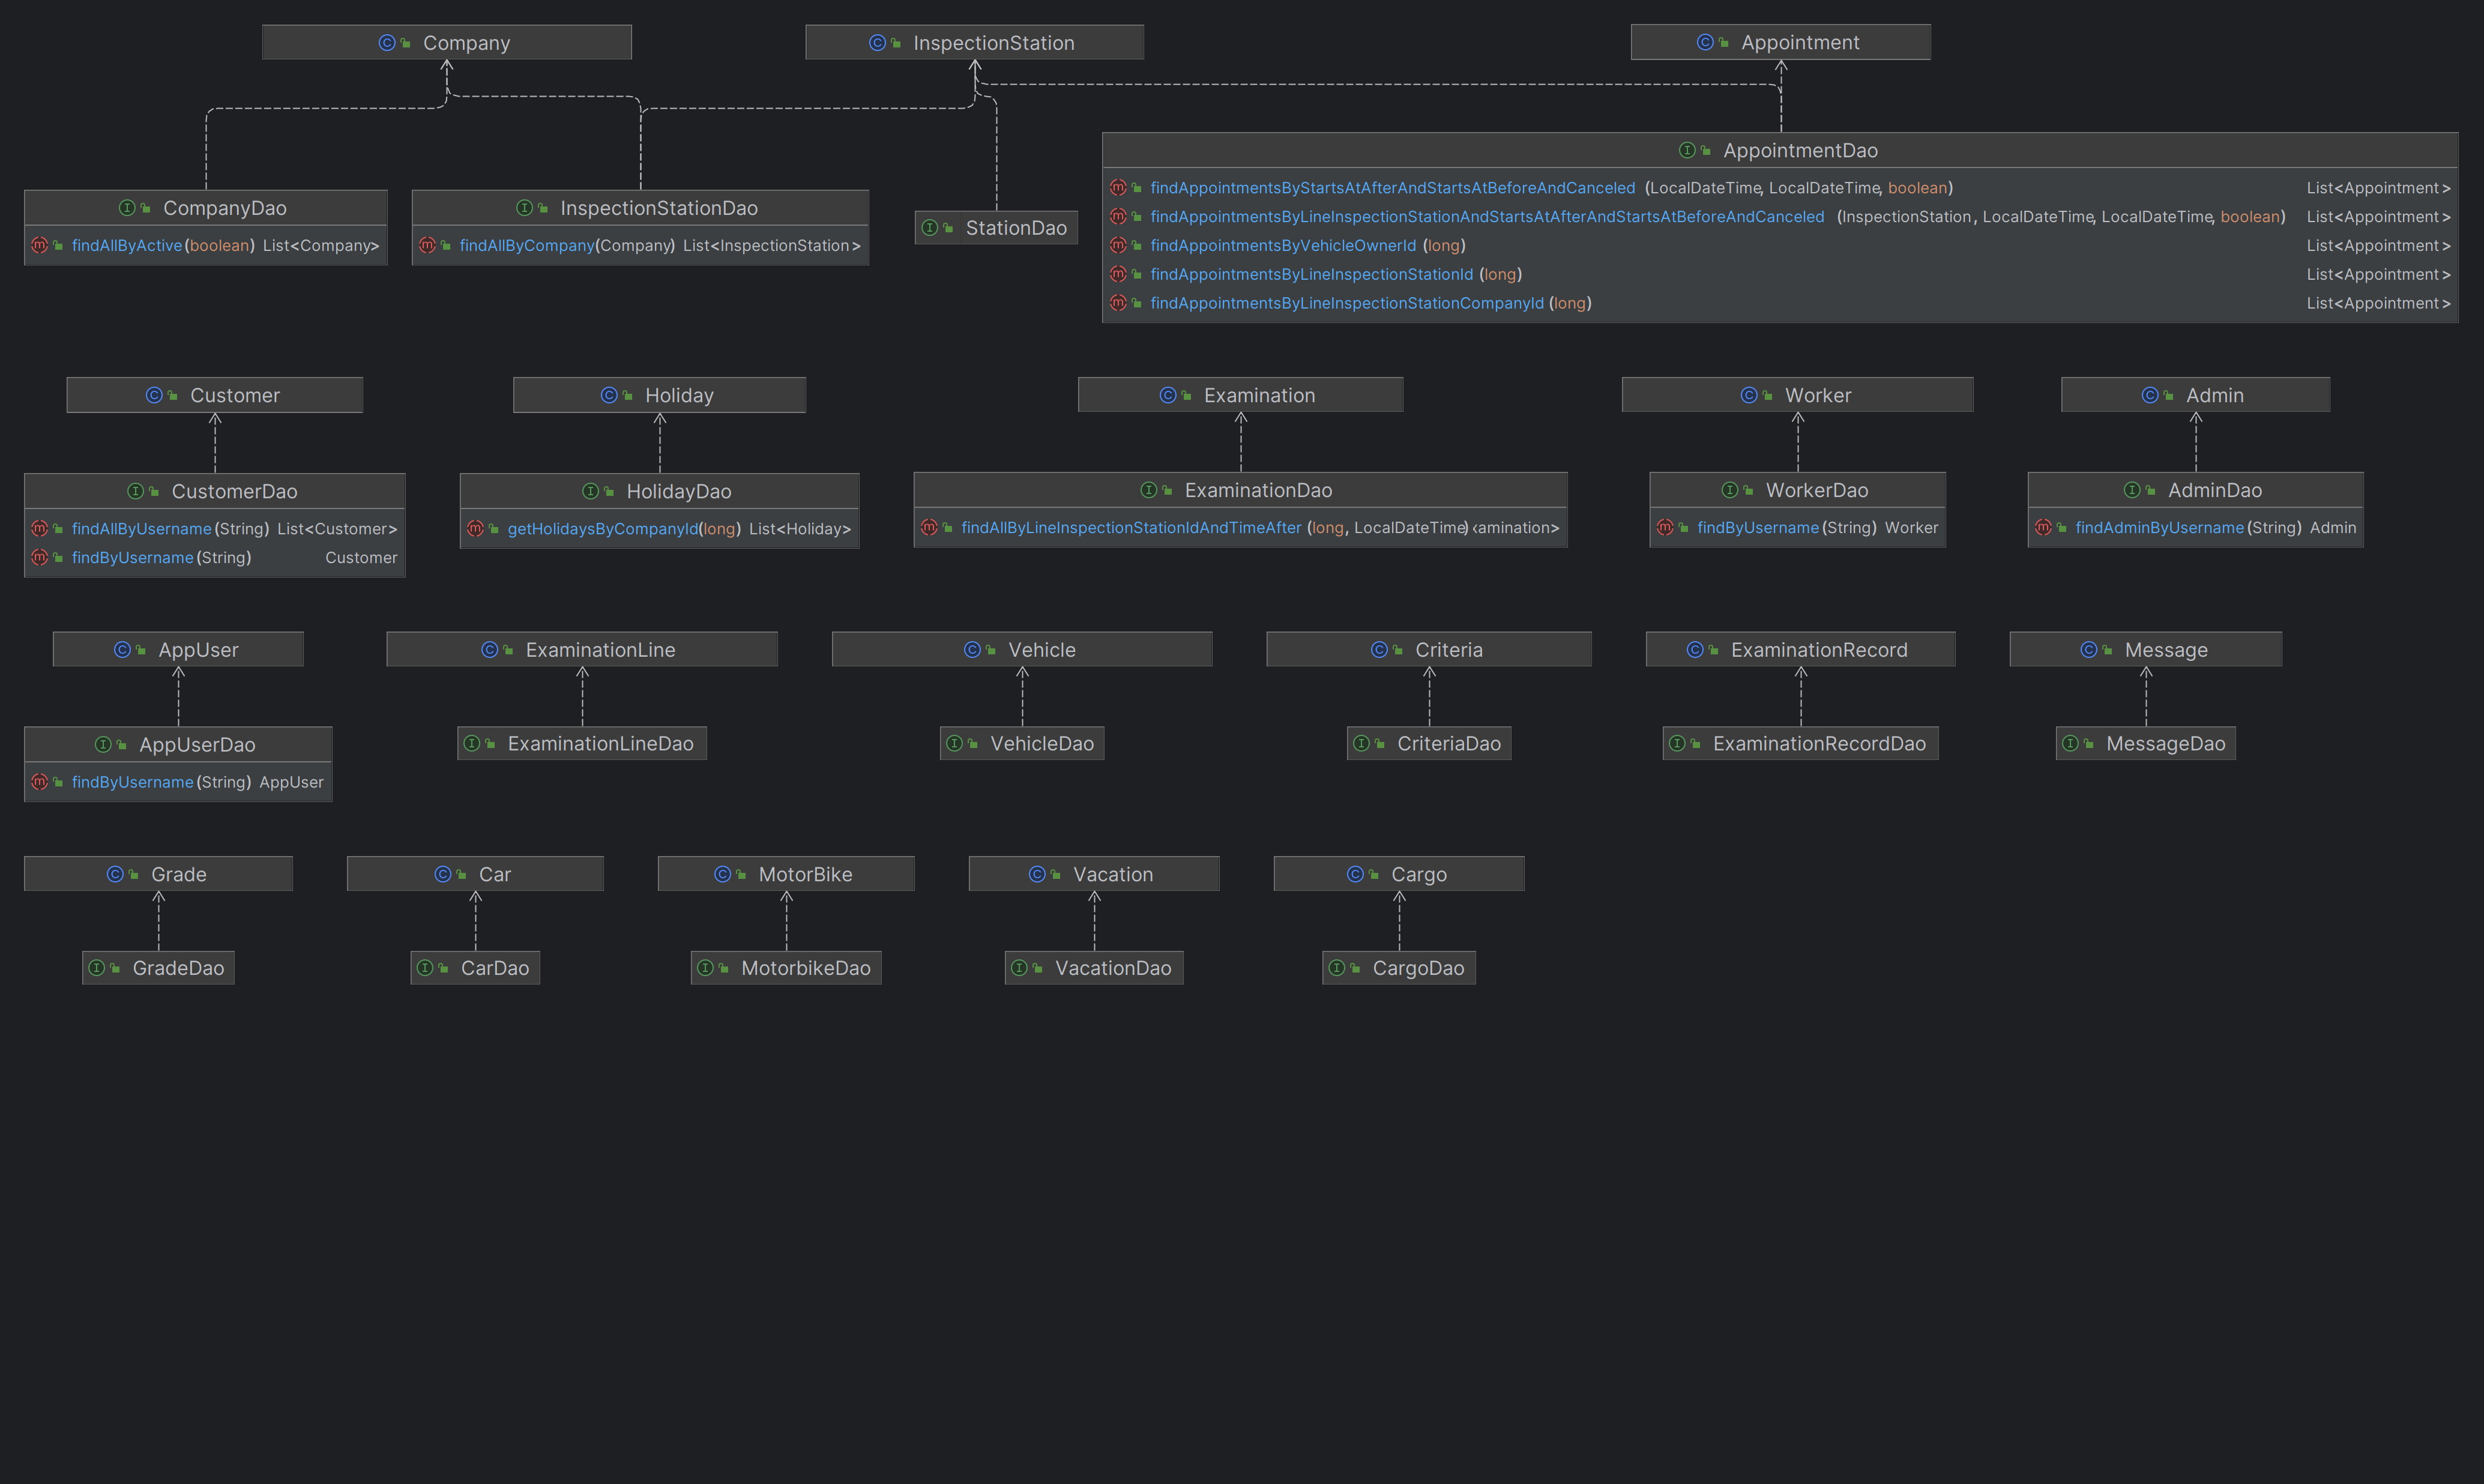 Company
InspectionStation
Appointment
AppointmentDao
findAppointmentsByStartsAtAfterAndStartsAtBeforeAndCanceled (LocalDateTime, LocalDateTime, boolean) List<Appointment>
findAppointmentsByLineInspectionStationAndStartsAtAfterAndStartsAtBeforeAndCanceled (InspectionStation, LocalDateTime, LocalDateTime, boolean) List<Appointment>
findAppointmentsByVehicleOwnerId (long) List<Appointment>
findAppointmentsByLineInspectionStationId (long) List<Appointment>
findAppointmentsByLineInspectionStationCompanyId (long) List<Appointment>
CompanyDao
findAllByActive(boolean) List<Company>
InspectionStationDao
findAllByCompany(Company) List<InspectionStation>
StationDao
Customer
Holiday
Examination
Worker
Admin
CustomerDao
findAllByUsername(String) List<Customer>
findByUsername(String) Customer
HolidayDao
getHolidaysByCompanyId(long) List<Holiday>
ExaminationDao
findAllByLineInspectionStationIdAndTimeAfter (long, LocalDateTime) amination>
WorkerDao
findByUsername(String) Worker
AdminDao
findAdminByUsername(String) Admin
AppUser
ExaminationLine
Vehicle
Criteria
ExaminationRecord
Message
AppUserDao
findByUsername(String) AppUser
ExaminationLineDao
VehicleDao
CriteriaDao
ExaminationRecordDao
MessageDao
Grade
Car
MotorBike
Vacation
Cargo
GradeDao
CarDao
MotorbikeDao
VacationDao
CargoDao